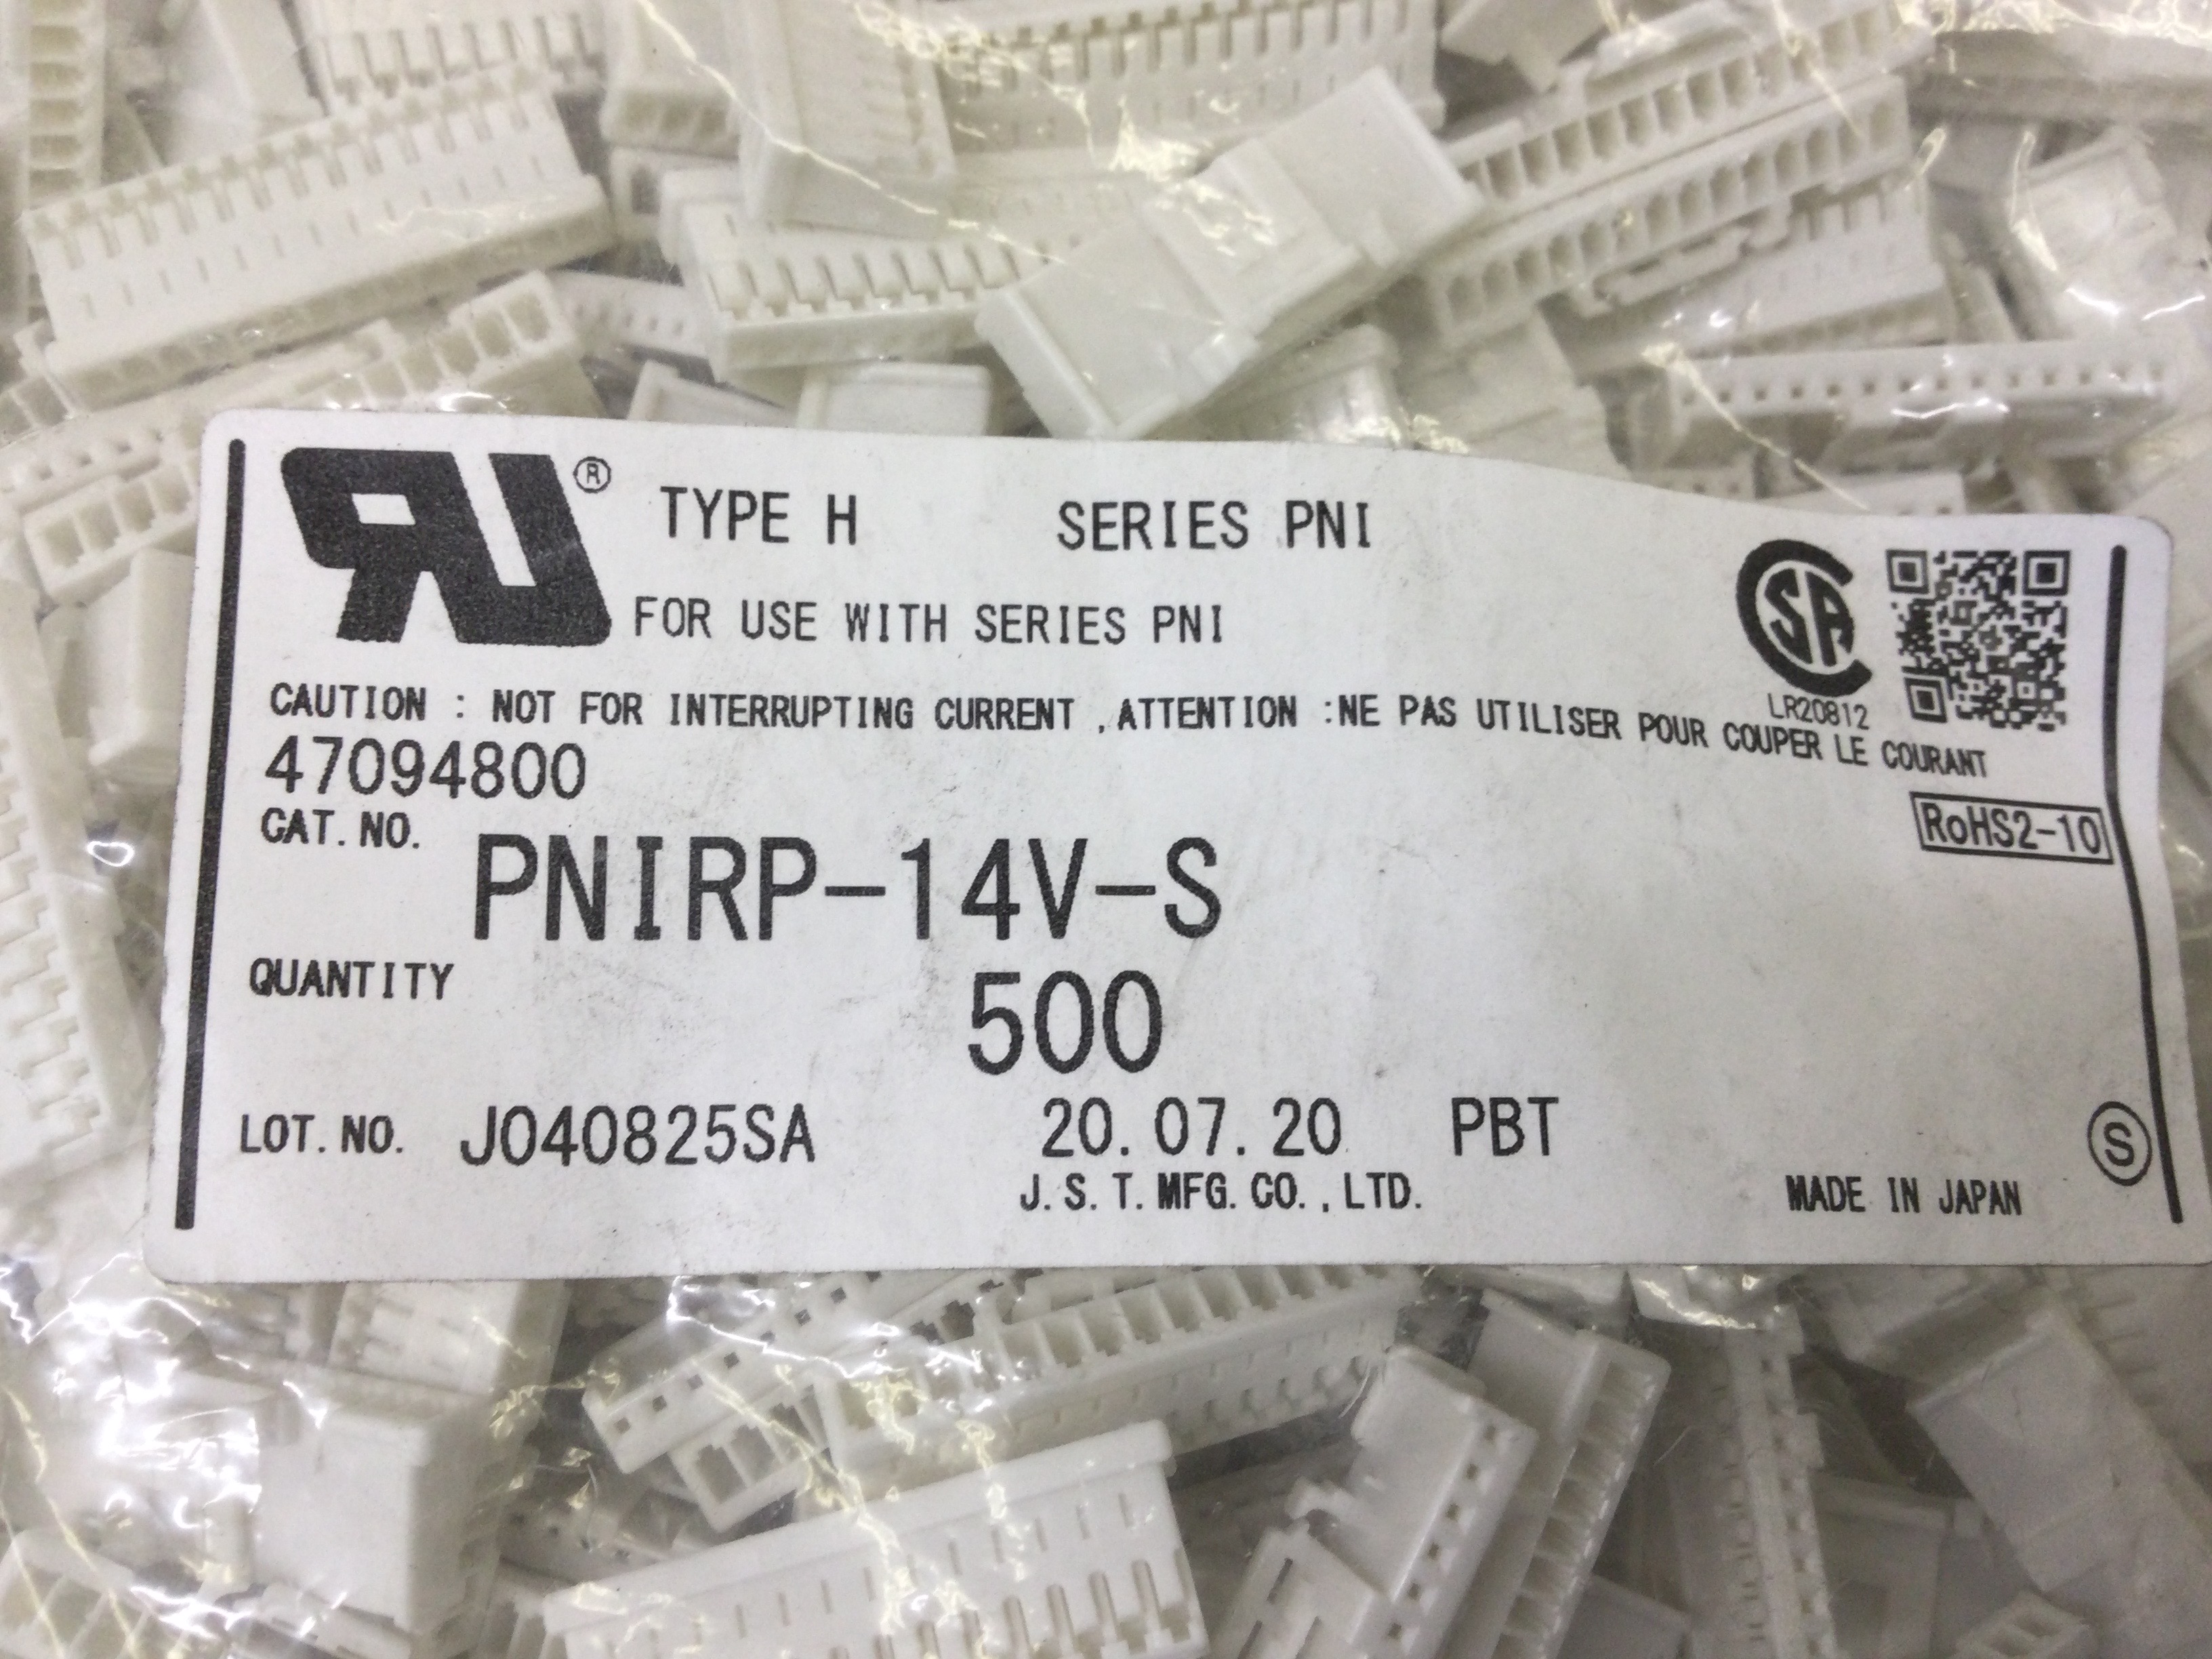 RU® TYPE H SERIES PNI
FOR USE WITH SERIES PNI
CSA
LR20812
CAUTION : NOT FOR INTERRUPTING CURRENT ,ATTENTION :NE PAS UTILISER POUR COUPER LE COURANT
47094800
RoHS2-10
CAT. NO. PNIRP-14V-S
QUANTITY 500
LOT. NO. J040825SA 20. 07. 20 PBT
S
J. S. T. MFG. CO. , LTD. MADE IN JAPAN